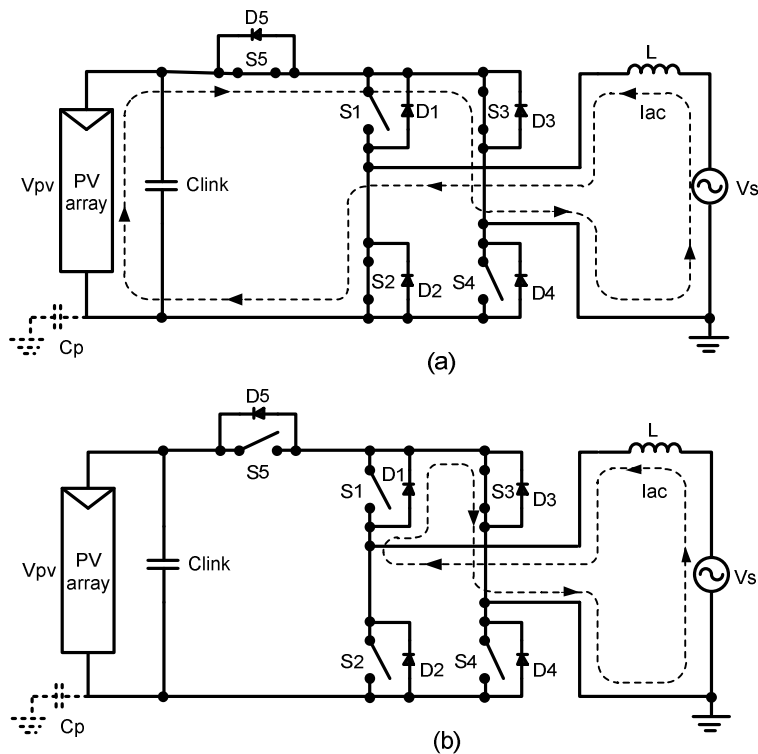 D5
S5
L
S1
D1
S3
D3
Iac
Vpv
PV
array
Clink
Vs
S2
D2
S4
D4
Cp
(a)
D5
S5
L
S1
D1
S3
D3
Iac
Vpv
PV
array
Clink
Vs
S2
D2
S4
D4
Cp
(b)